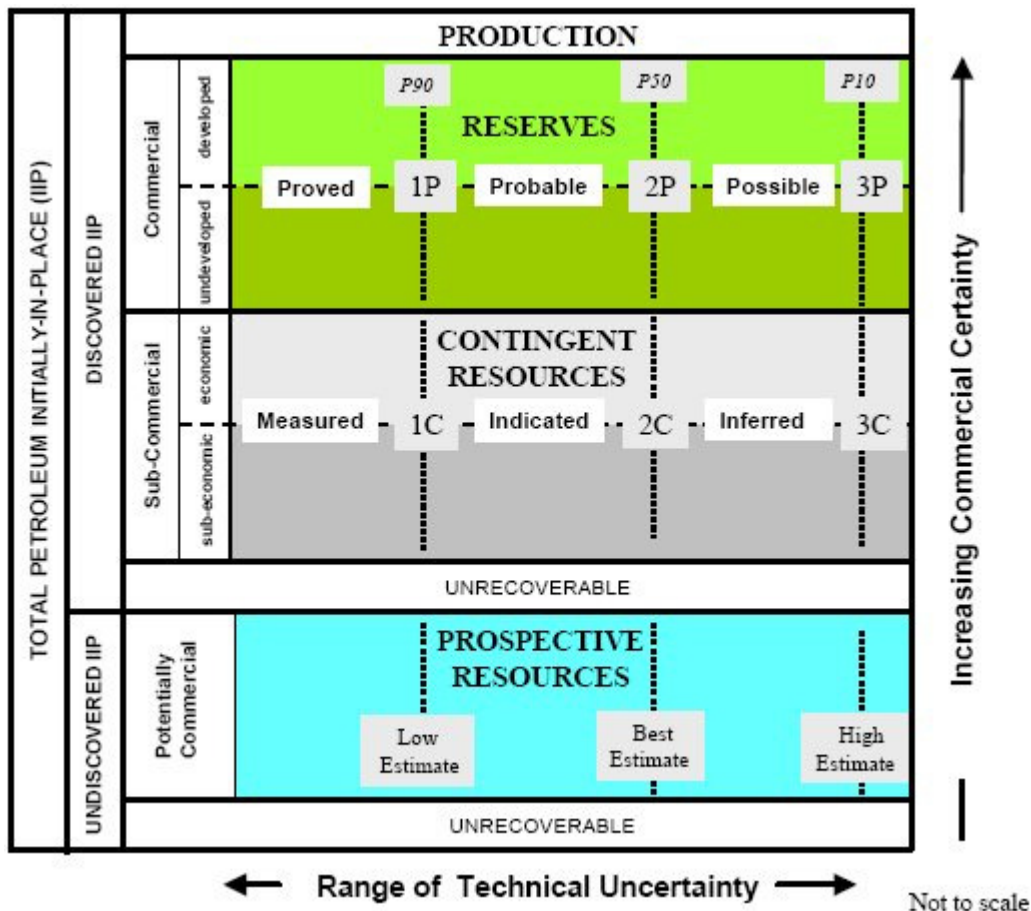 PRODUCTION
TOTAL PETROLEUM INITIALLY-IN-PLACE (IIP)
DISCOVERED IIP
Commercial
developed
undeveloped
P90
P50
P10
RESERVES
Proved
1P
Probable
2P
Possible
3P
Sub-Commercial
economic
sub-economic
CONTINGENT
RESOURCES
Measured
1C
Indicated
2C
Inferred
3C
UNRECOVERABLE
UNDISCOVERED IIP
Potentially
Commercial
PROSPECTIVE
RESOURCES
Low
Estimate
Best
Estimate
High
Estimate
UNRECOVERABLE
Increasing Commercial Certainty
Range of Technical Uncertainty
Not to scale